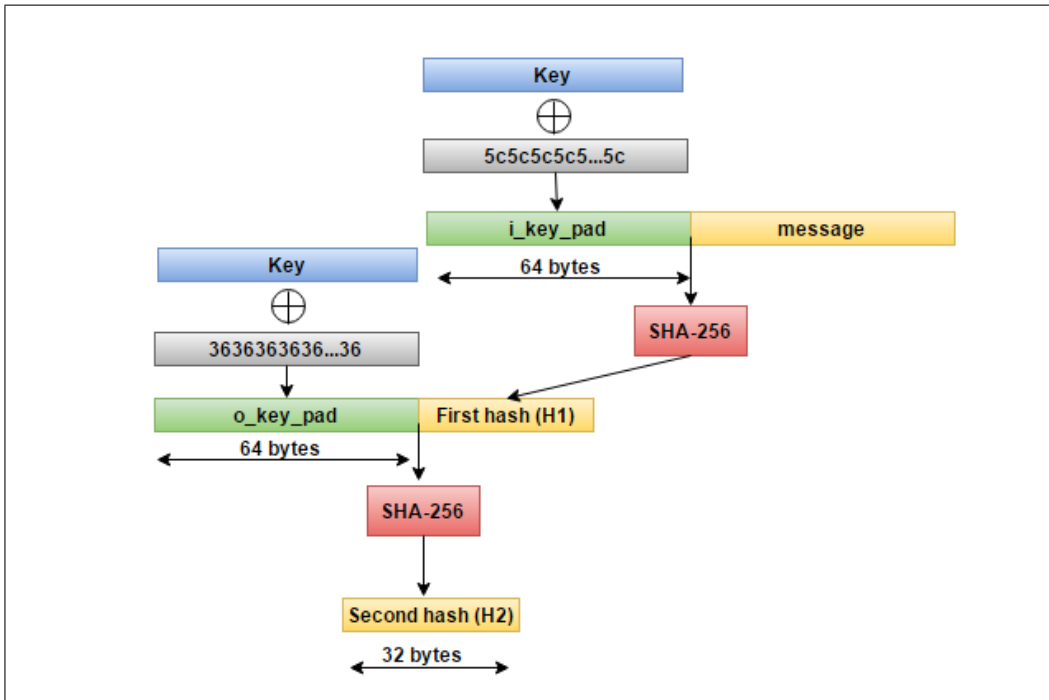 Key
5c5c5c5c5...5c
i_key_pad message
64 bytes
Key
SHA-256
3636363636...36
o_key_pad First hash (H1)
64 bytes
SHA-256
Second hash (H2)
32 bytes